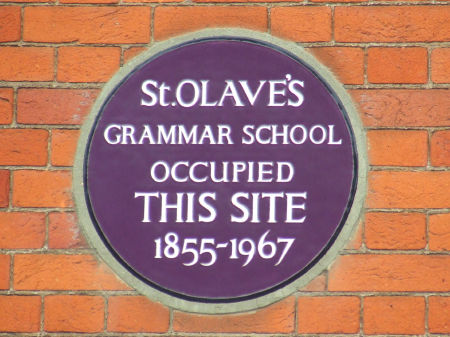 St.OLAVE'S
GRAMMAR SCHOOL
OCCUPIED
THIS SITE
1855-1967